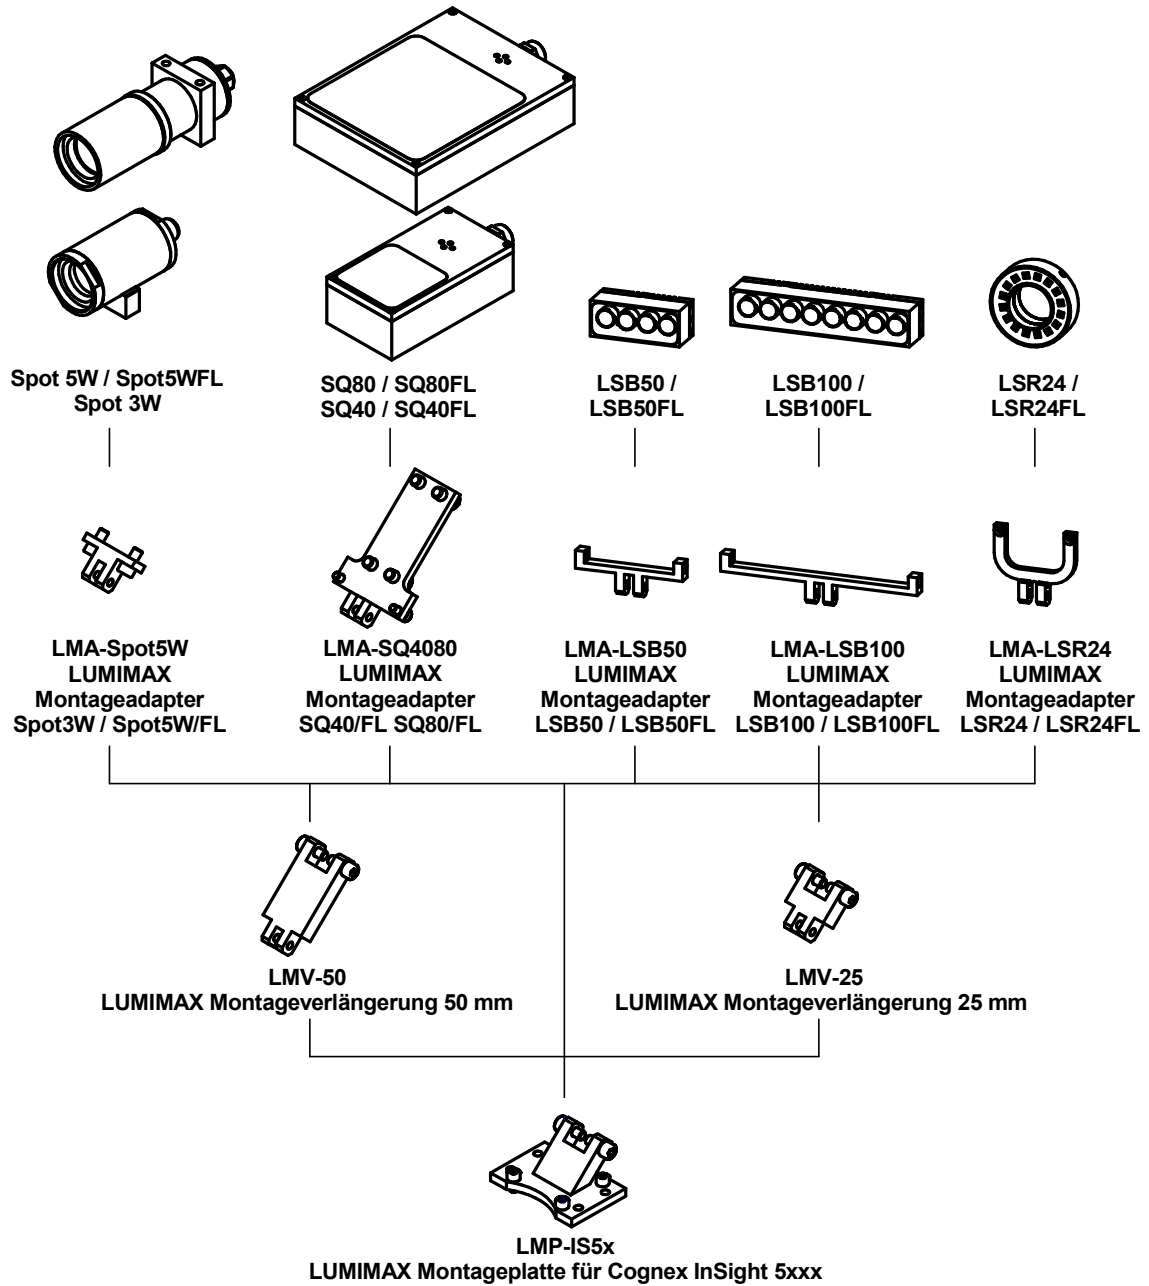 Spot 5W / Spot5WFL
Spot 3W
SQ80 / SQ80FL
SQ40 / SQ40FL
LSB50 /
LSB50FL
LSB100 /
LSB100FL
LSR24 /
LSR24FL
LMA-Spot5W
LUMIMAX
Montageadapter
Spot3W / Spot5W/FL
LMA-SQ4080
LUMIMAX
Montageadapter
SQ40/FL SQ80/FL
LMA-LSB50
LUMIMAX
Montageadapter
LSB50 / LSB50FL
LMA-LSB100
LUMIMAX
Montageadapter
LSB100 / LSB100FL
LMA-LSR24
LUMIMAX
Montageadapter
LSR24 / LSR24FL
LMV-50
LUMIMAX Montageverlängerung 50 mm
LMV-25
LUMIMAX Montageverlängerung 25 mm
LMP-IS5x
LUMIMAX Montageplatte für Cognex InSight 5xxx